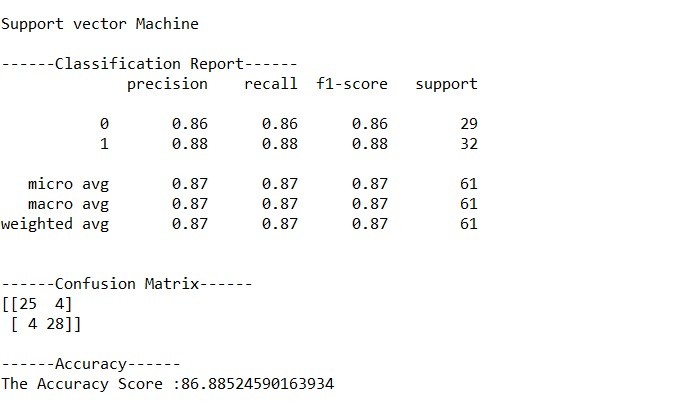 Support vector Machine
------Classification Report------
precision recall f1-score support
0 0.86 0.86 0.86 29
1 0.88 0.88 0.88 32
micro avg 0.87 0.87 0.87 61
macro avg 0.87 0.87 0.87 61
weighted avg 0.87 0.87 0.87 61
------Confusion Matrix------
[[25 4]
[ 4 28]]
------Accuracy------
The Accuracy Score :86.88524590163934